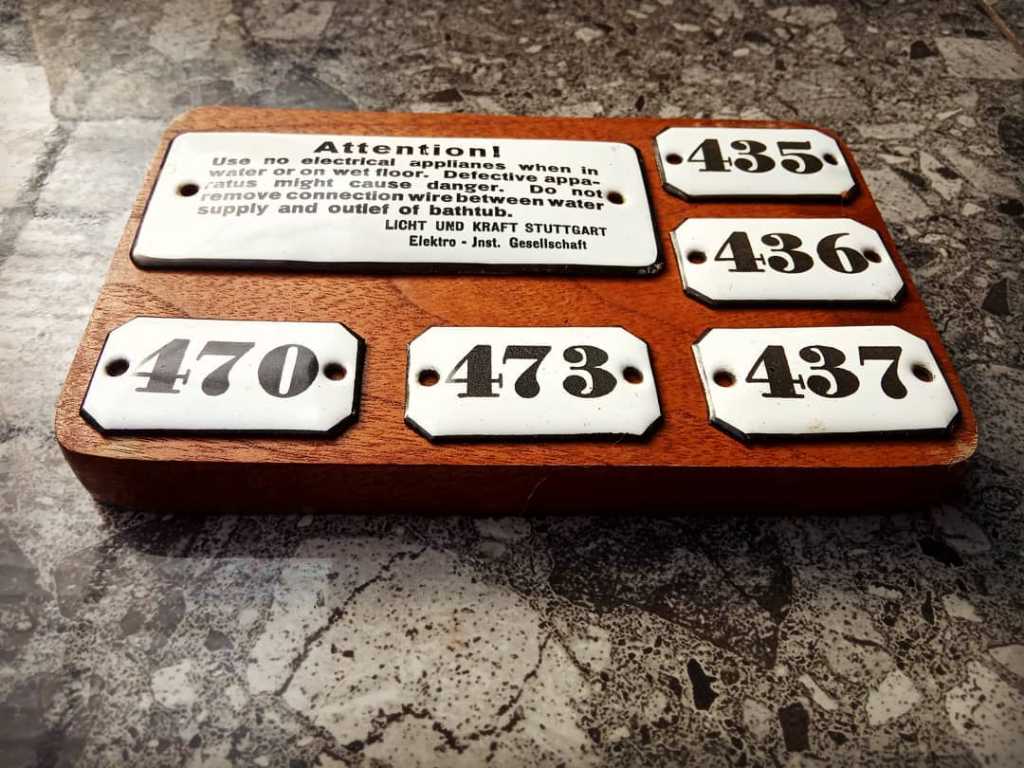 Attention!
Use no electrical applianes when in
water or on wet floor. Defective appa-
ratus might cause danger. Do not
remove connection wire between water
supply and outlef of bathtub.
LICHT UND KRAFT STUTTGART
Elektro - Jnst. Gesellschaft
435
436
470
473
437